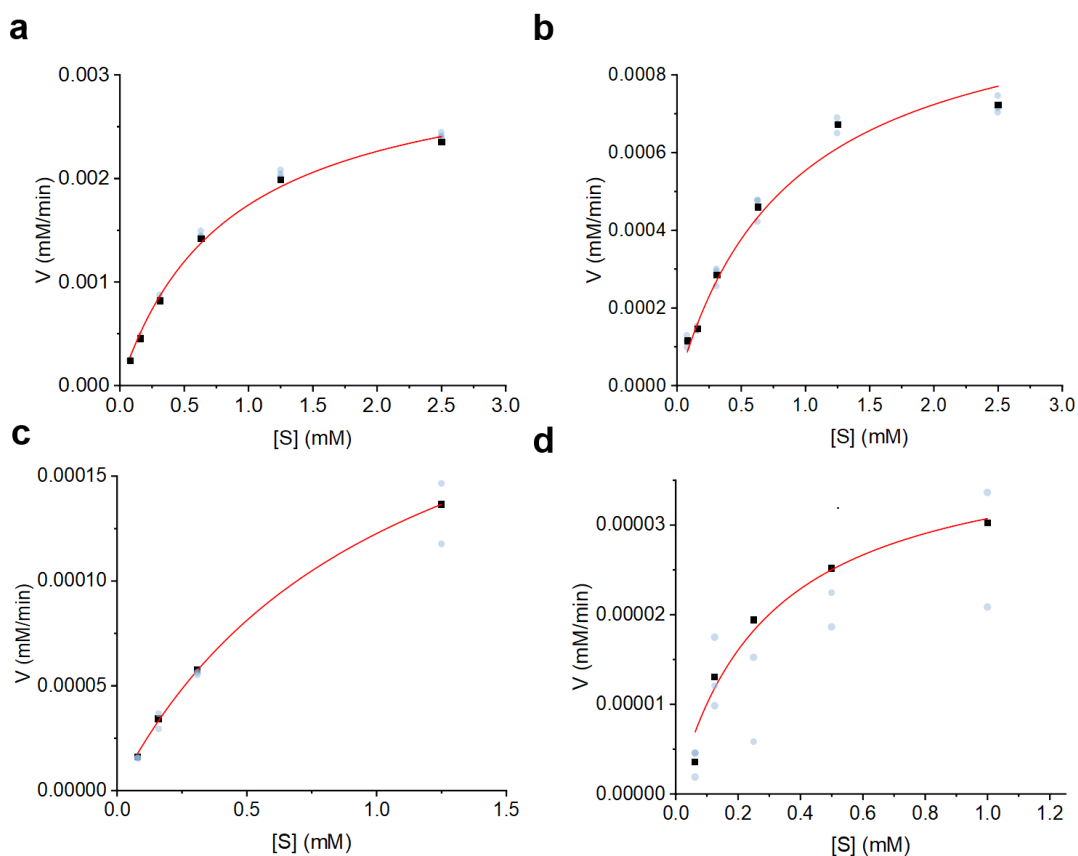 a
0.003
0.002
0.001
0.000
V (mM/min)
0.0 0.5 1.0 1.5 2.0 2.5 3.0
[S] (mM)
b
0.0008
0.0006
0.0004
0.0002
0.0000
V (mM/min)
0.0 0.5 1.0 1.5 2.0 2.5 3.0
[S] (mM)
c
0.00015
0.00010
0.00005
0.00000
V (mM/min)
0.0 0.5 1.0 1.5
[S] (mM)
d
0.00003
0.00002
0.00001
0.00000
V (mM/min)
0.0 0.2 0.4 0.6 0.8 1.0 1.2
[S] (mM)